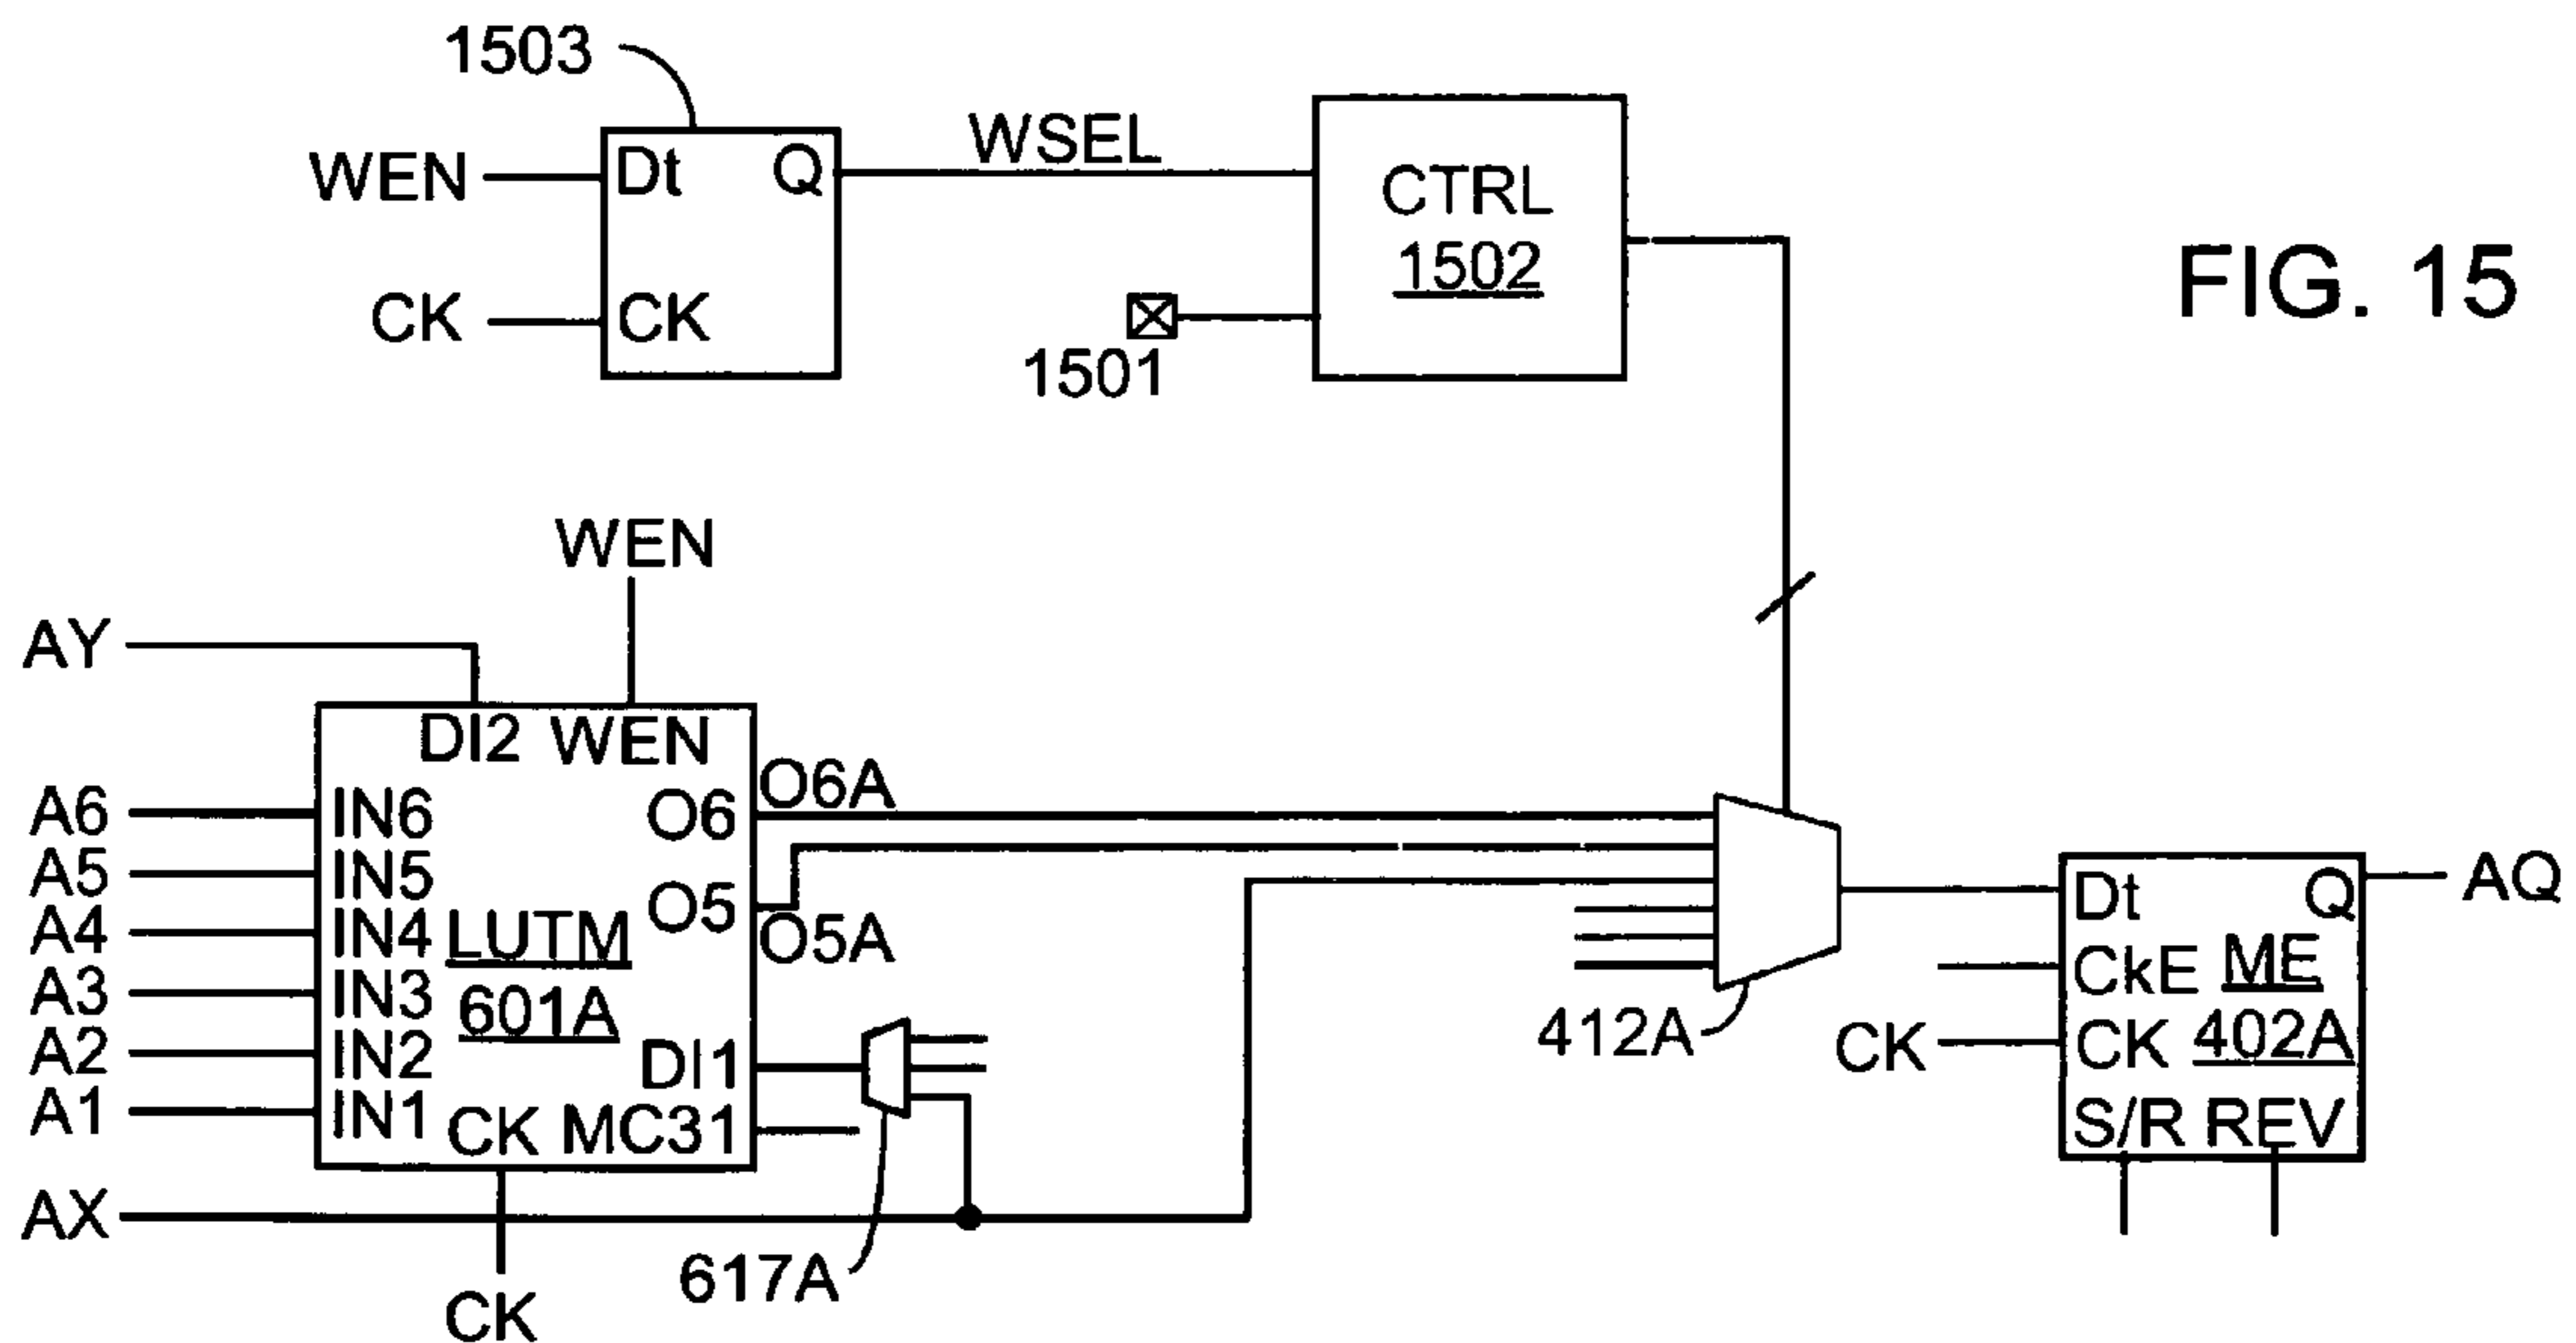 1503
WEN
Dt
Q
WSEL
CTRL
1502
CK
CK
1501
FIG. 15
WEN
AY
DI2
WEN
A6
IN6
O6
O6A
A5
IN5
O5
O5A
A4
IN4
LUTM
601A
A3
IN3
A2
IN2
DI1
A1
IN1
CK
MC31
AX
CK
617A
412A
Dt
Q
AQ
CkE
ME
402A
CK
CK
S/R
REV